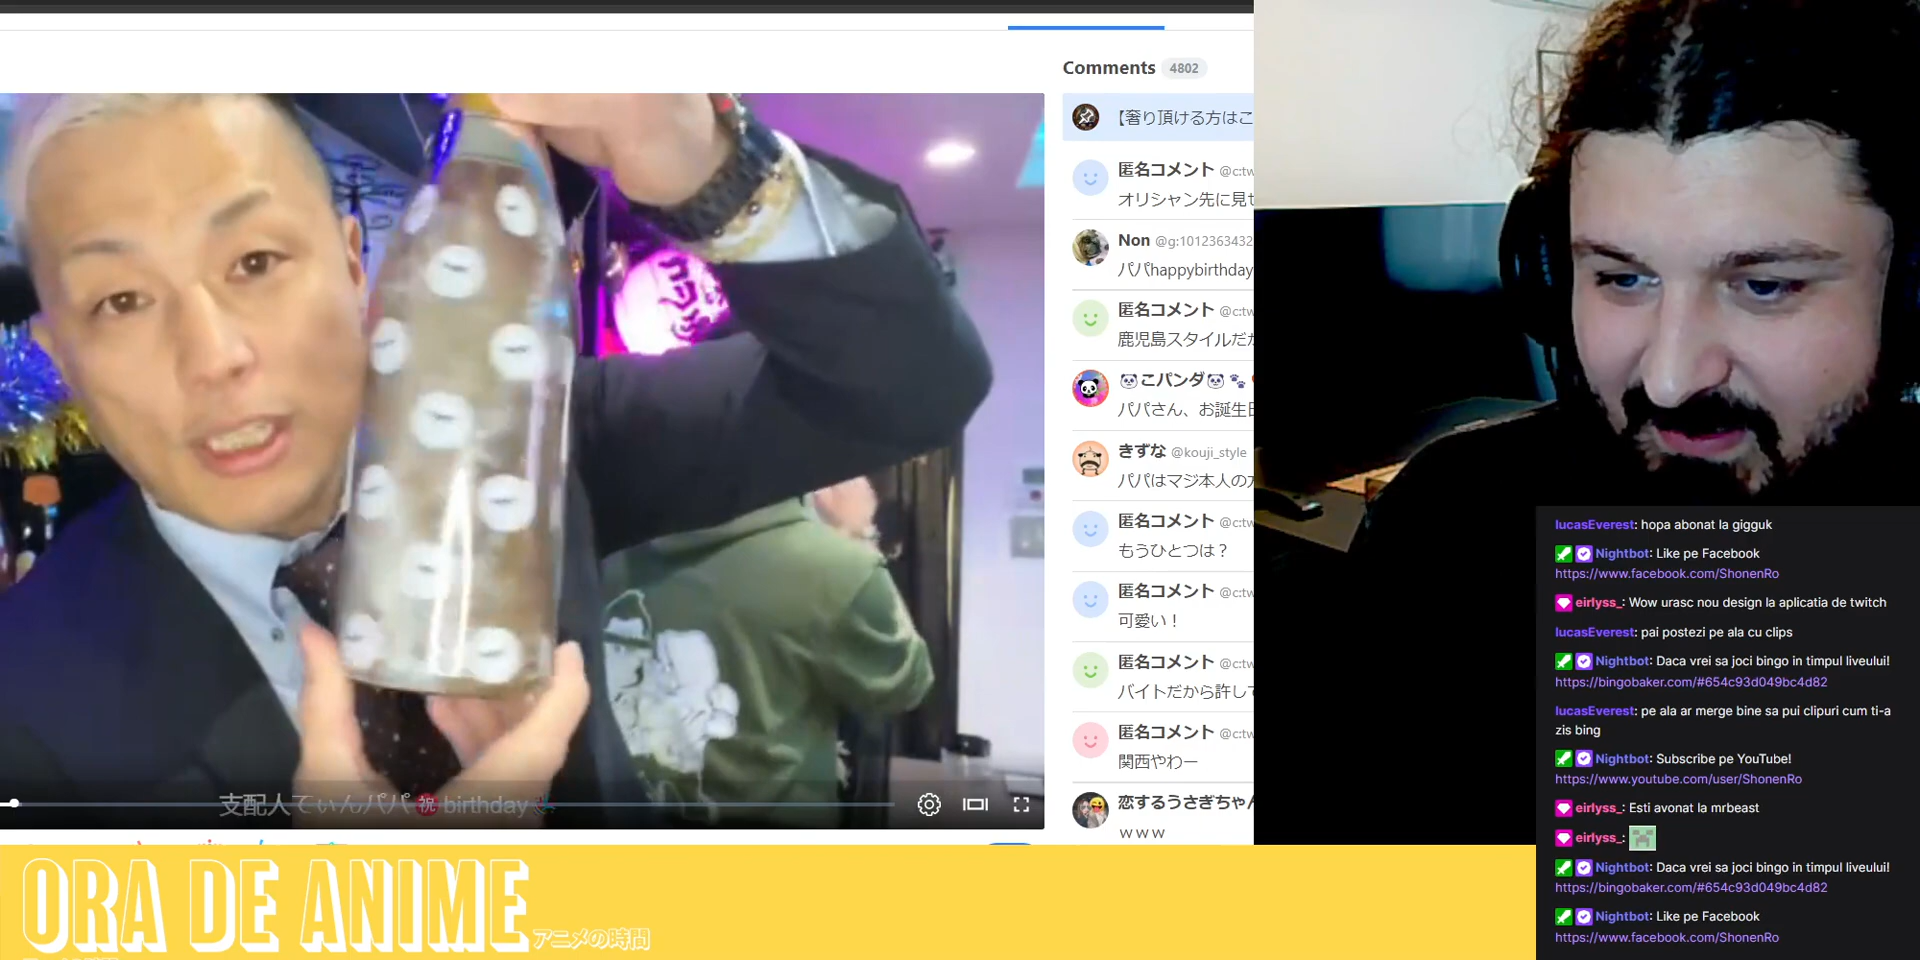 Comments 4802
【奢り頂ける方はこ
匿名コメント @c:tw
オリシャン先に見せ
Non @g:1012363432
パパhappybirthday
匿名コメント @c:tw
鹿児島スタイルだか
🐼こパンダ🐼🐾
パパさん、お誕生日
きずな @kouji_style
パパはマジ本人の方
匿名コメント @c:tw
もうひとつは？
匿名コメント @c:tw
可愛い！
匿名コメント @c:tw
バイトだから許して
匿名コメント @c:tw
関西やわー
恋するうさぎちゃん
ｗｗｗ
支配人てぃんパパ㊗birthday🎉
ORA DE ANIME
アニメの時間
lucasEverest: hopa abonat la gigguk
Nightbot: Like pe Facebook
https://www.facebook.com/ShonenRo
eirlyss_: Wow urasc nou design la aplicatia de twitch
lucasEverest: pai postezi pe ala cu clips
Nightbot: Daca vrei sa joci bingo in timpul liveului!
https://bingobaker.com/#654c93d049bc4d82
lucasEverest: pe ala ar merge bine sa pui clipuri cum ti-a
zis bing
Nightbot: Subscribe pe YouTube!
https://www.youtube.com/user/ShonenRo
eirlyss_: Esti avonat la mrbeast
eirlyss_:
Nightbot: Daca vrei sa joci bingo in timpul liveului!
https://bingobaker.com/#654c93d049bc4d82
Nightbot: Like pe Facebook
https://www.facebook.com/ShonenRo